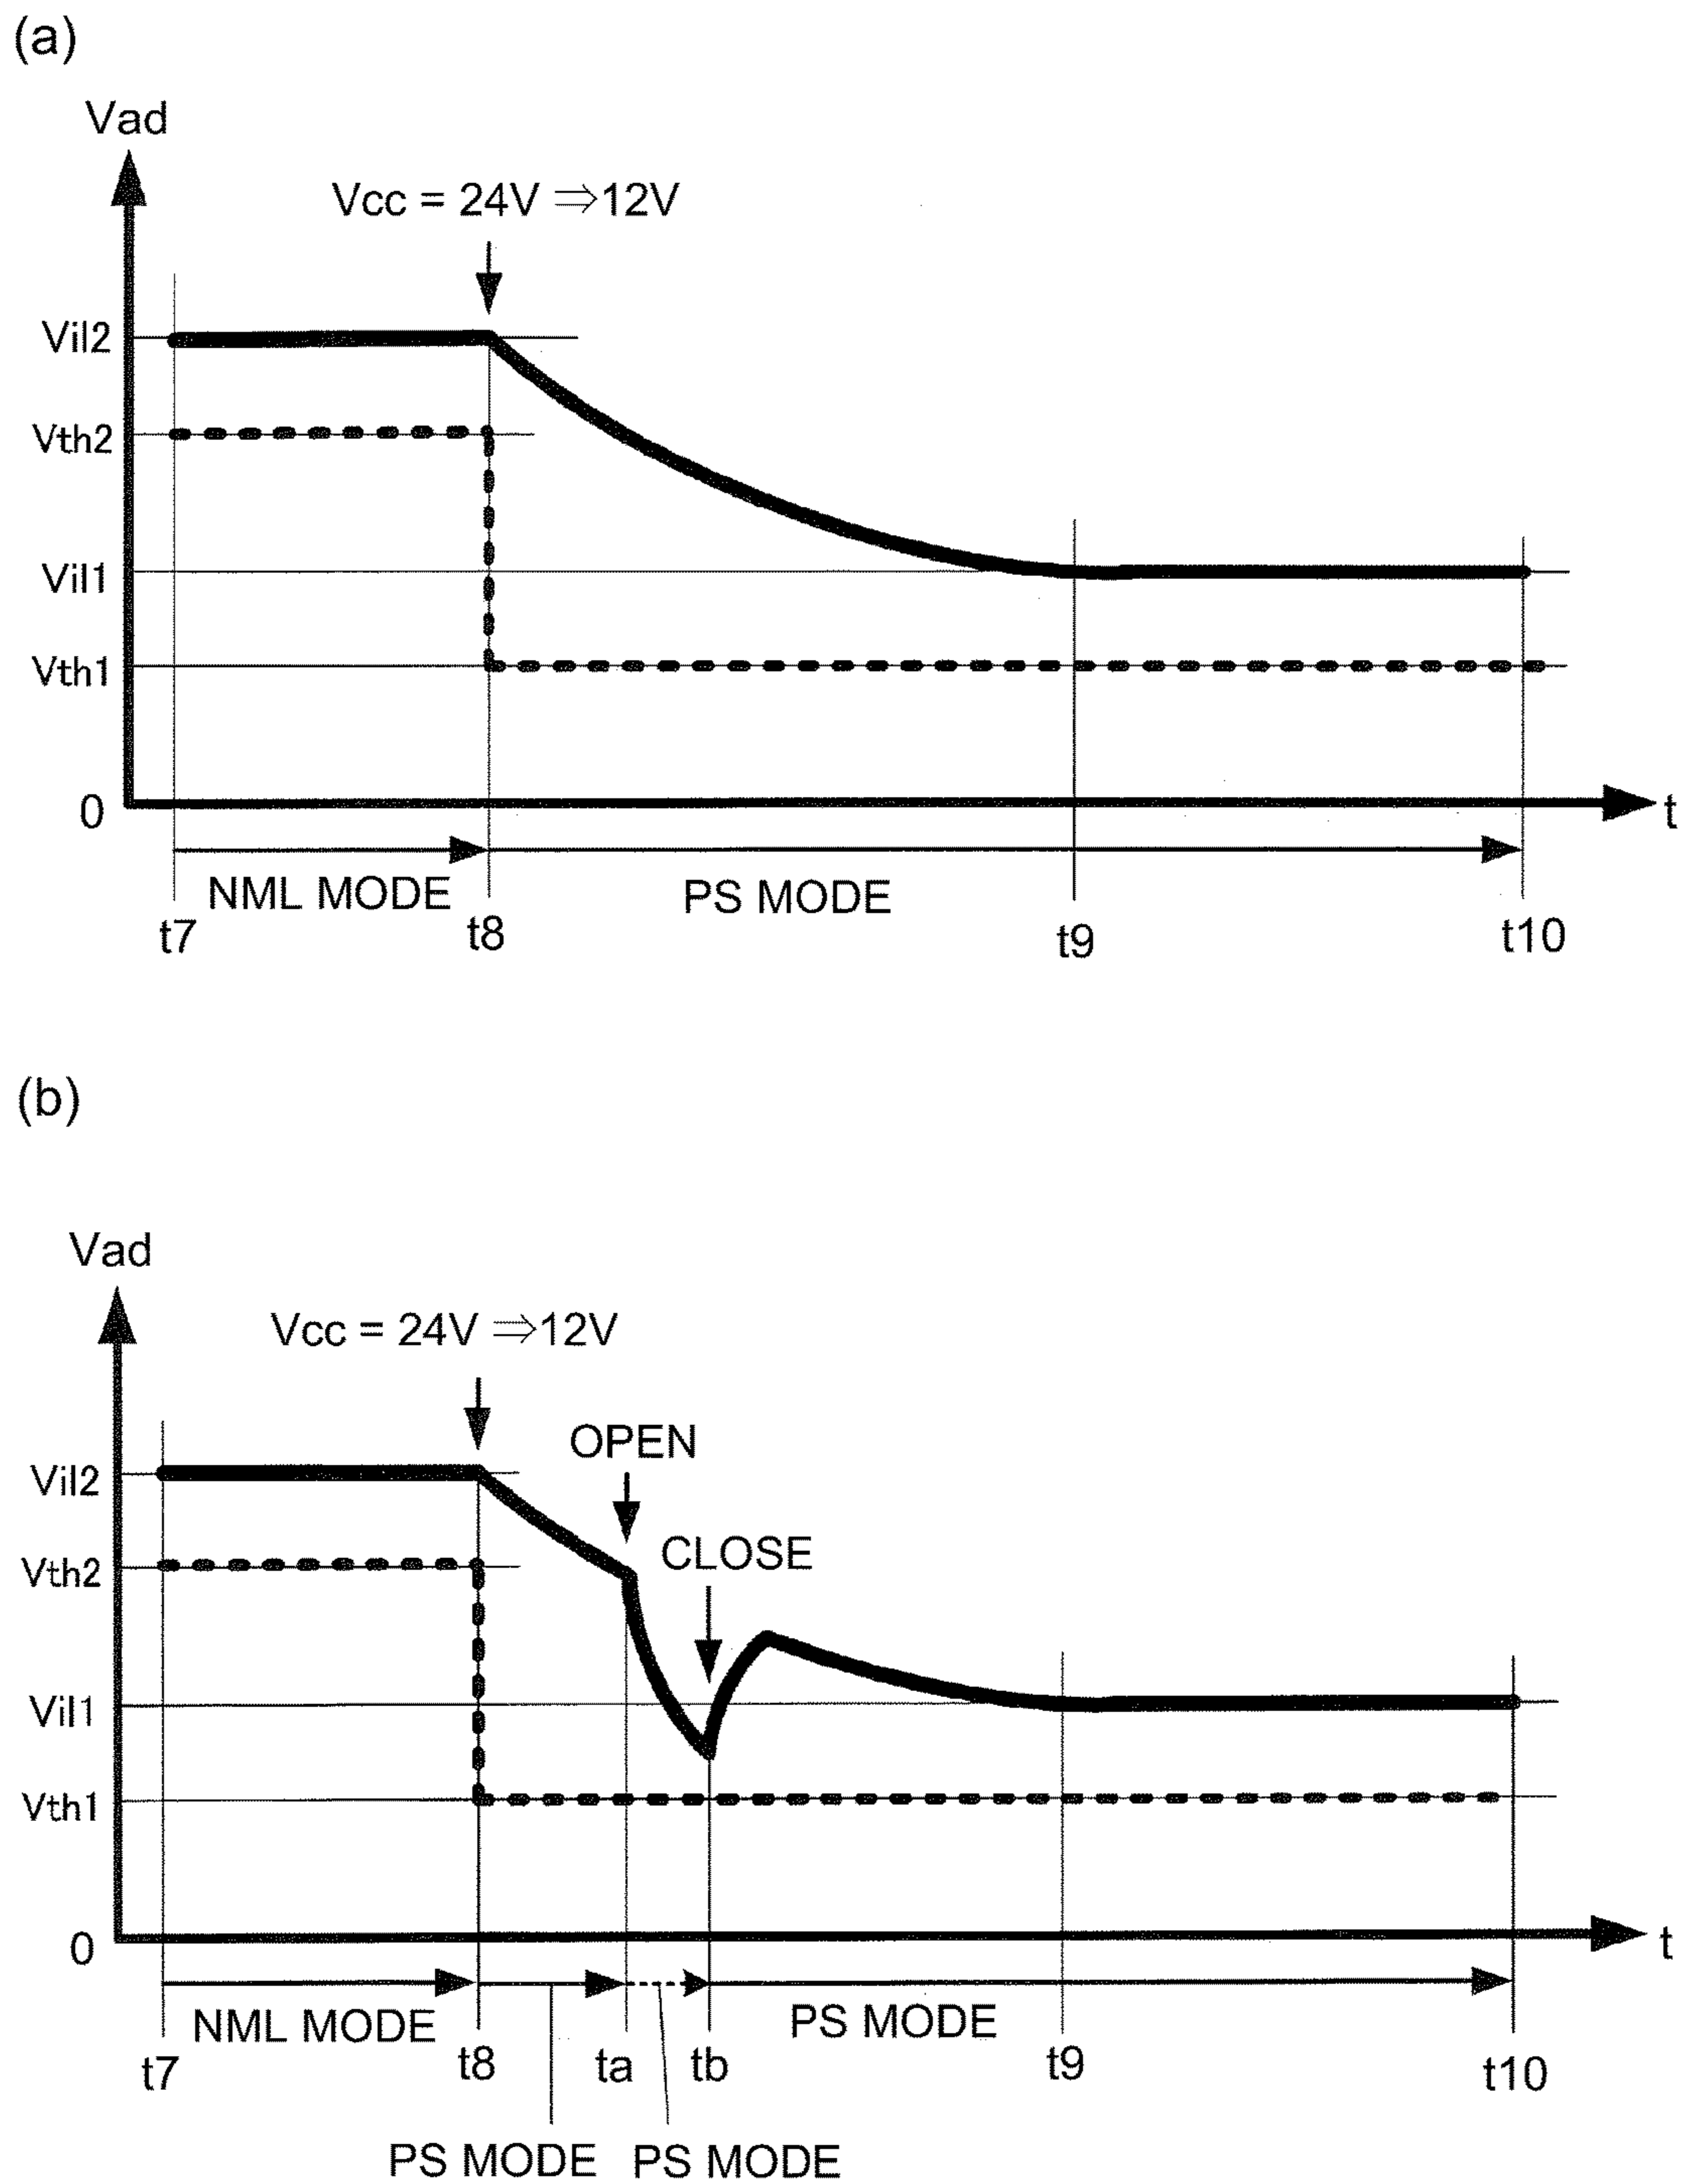 (a)
Vad
Vcc = 24V ⇒12V
Vil2
Vth2
Vil1
Vth1
0
t
NML MODE
PS MODE
t7
t8
t9
t10
(b)
Vad
Vcc = 24V ⇒12V
OPEN
CLOSE
Vil2
Vth2
Vil1
Vth1
0
t
NML MODE
PS MODE
t7
t8
ta
tb
t9
t10
PS MODE
PS MODE